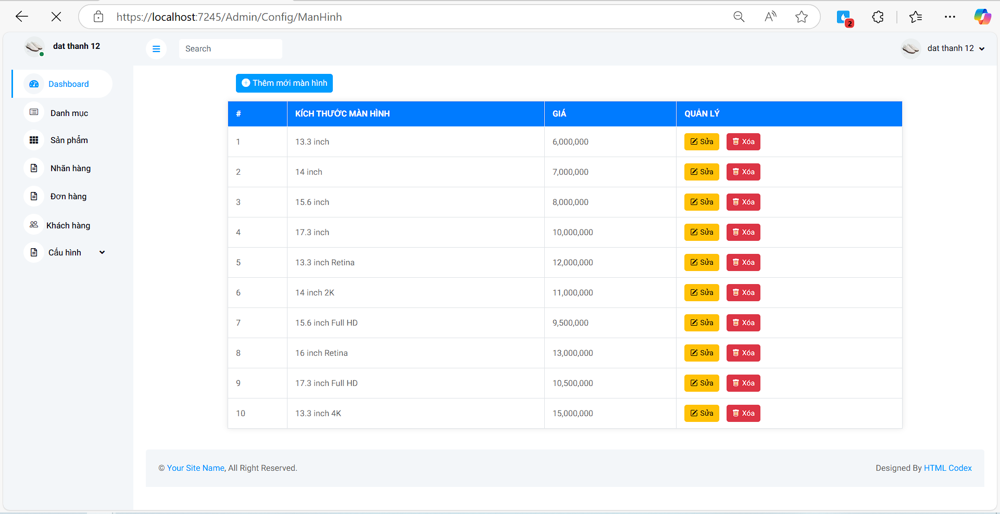 https://localhost:7245/Admin/Config/ManHinh
2
dat thanh 12
Search
dat thanh 12
Dashboard
Danh mục
Sản phẩm
Nhãn hàng
Đơn hàng
Khách hàng
Cấu hình
Thêm mới màn hình
# KÍCH THƯỚC MÀN HÌNH GIÁ QUẢN LÝ
1 13.3 inch 6,000,000 Sửa Xóa
2 14 inch 7,000,000 Sửa Xóa
3 15.6 inch 8,000,000 Sửa Xóa
4 17.3 inch 10,000,000 Sửa Xóa
5 13.3 inch Retina 12,000,000 Sửa Xóa
6 14 inch 2K 11,000,000 Sửa Xóa
7 15.6 inch Full HD 9,500,000 Sửa Xóa
8 16 inch Retina 13,000,000 Sửa Xóa
9 17.3 inch Full HD 10,500,000 Sửa Xóa
10 13.3 inch 4K 15,000,000 Sửa Xóa
© Your Site Name, All Right Reserved.
Designed By HTML Codex